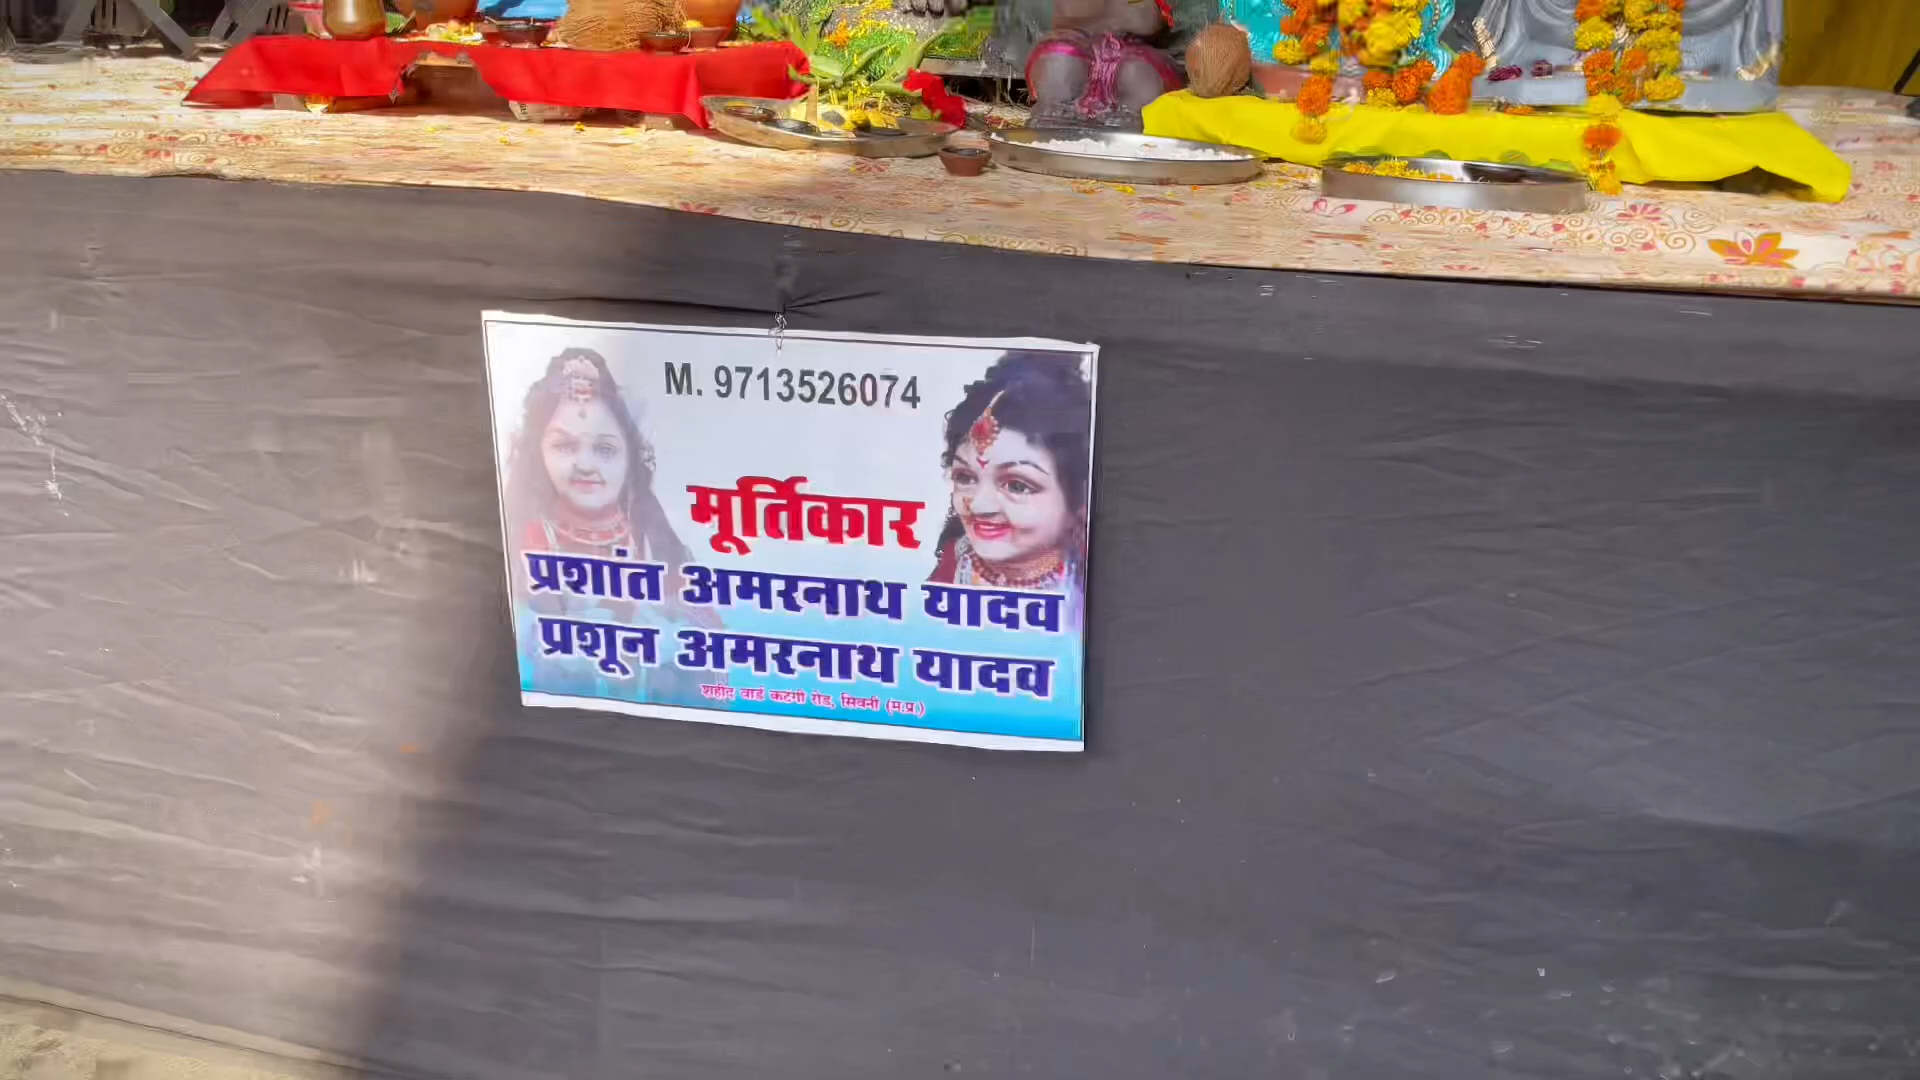 M. 9713526074
मूर्तिकार
प्रशांत अमरनाथ यादव
प्रशून अमरनाथ यादव
शहीद वार्ड कटंगी रोड, सिवनी (म.प्र.)